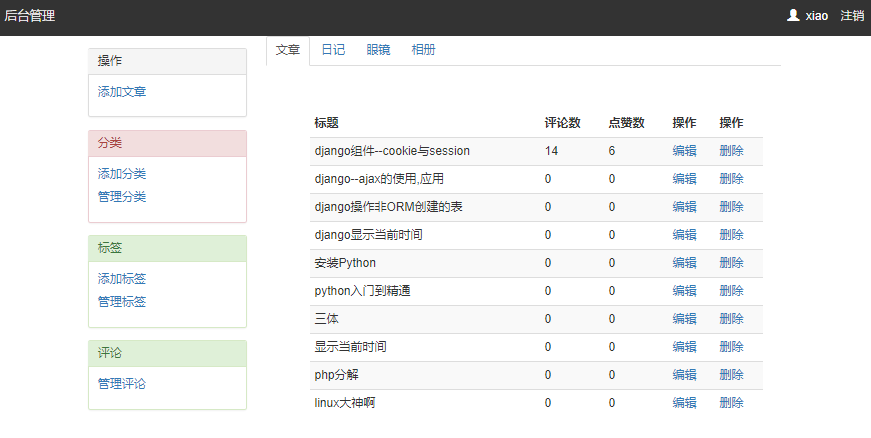 后台管理 xiao 注销
操作
添加文章
分类
添加分类
管理分类
标签
添加标签
管理标签
评论
管理评论
文章 日记 眼镜 相册
标题 评论数 点赞数 操作 操作
django组件--cookie与session 14 6 编辑 删除
django--ajax的使用,应用 0 0 编辑 删除
django操作非ORM创建的表 0 0 编辑 删除
django显示当前时间 0 0 编辑 删除
安装Python 0 0 编辑 删除
python入门到精通 0 0 编辑 删除
三体 0 0 编辑 删除
显示当前时间 0 0 编辑 删除
php分解 0 0 编辑 删除
linux大神啊 0 0 编辑 删除